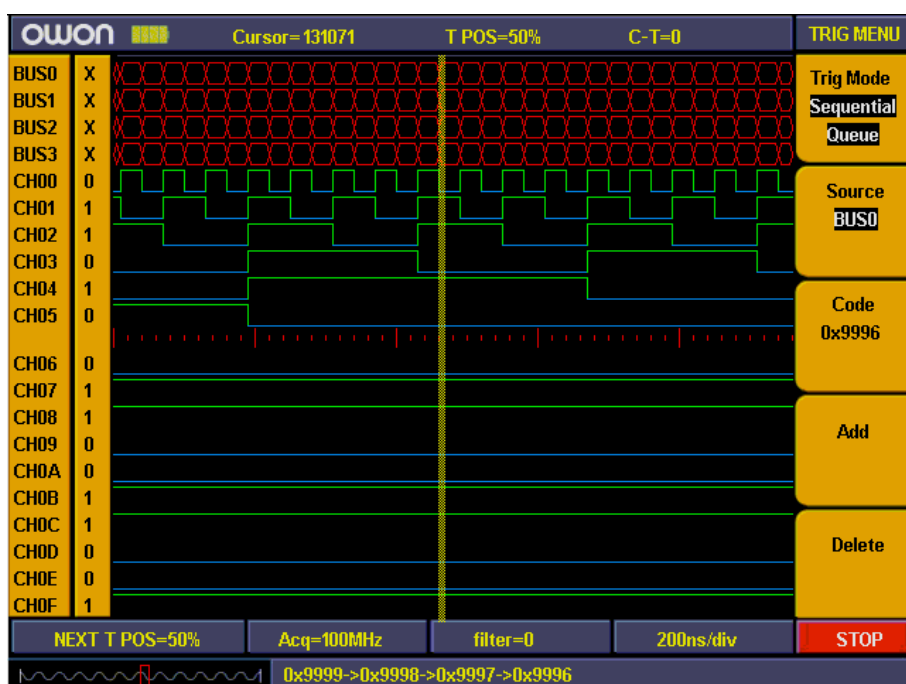 owon Cursor=131071 T POS=50% C-T=0 TRIG MENU
BUS0 X
BUS1 X
BUS2 X
BUS3 X
CH00 0
CH01 1
CH02 1
CH03 0
CH04 1
CH05 0
CH06 0
CH07 1
CH08 1
CH09 0
CH0A 0
CH0B 1
CH0C 1
CH0D 0
CH0E 0
CH0F 1
Trig Mode
Sequential
Queue
Source
BUS0
Code
0x9996
Add
Delete
NEXT T POS=50% Acq=100MHz filter=0 200ns/div STOP
0x9999->0x9998->0x9997->0x9996